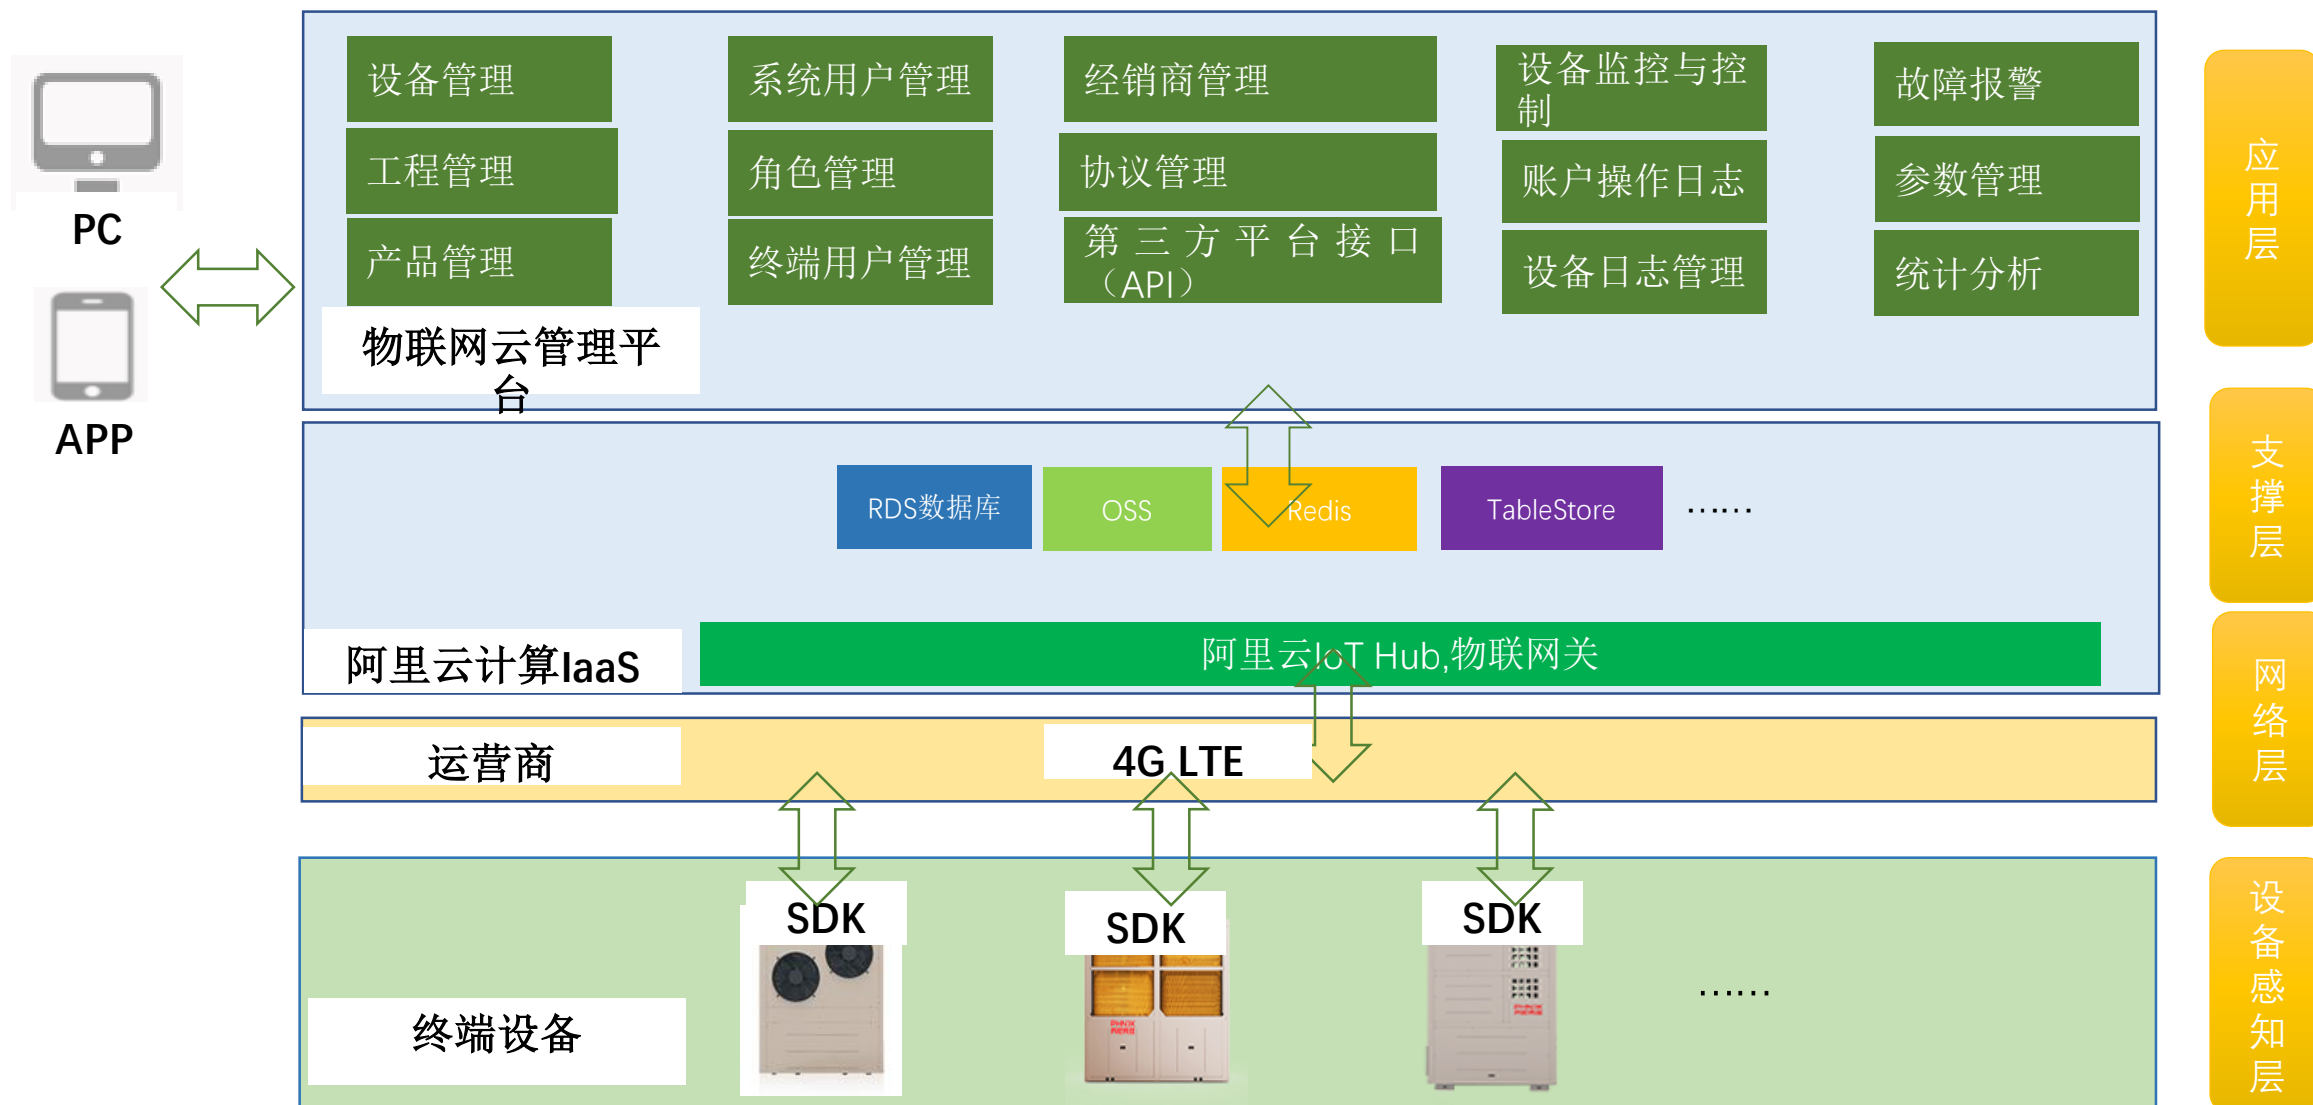 设备管理
系统用户管理
经销商管理
设备监控与控
制
故障报警
工程管理
角色管理
协议管理
账户操作日志
参数管理
产品管理
终端用户管理
第三方平台接口
（API）
设备日志管理
统计分析
物联网云管理平
台
PC
APP
应
用
层
RDS数据库
OSS
Redis
TableStore
……
阿里云计算IaaS
阿里云IoT Hub,物联网关
支
撑
层
运营商
4G LTE
网
络
层
SDK
SDK
SDK
……
终端设备
设
备
感
知
层